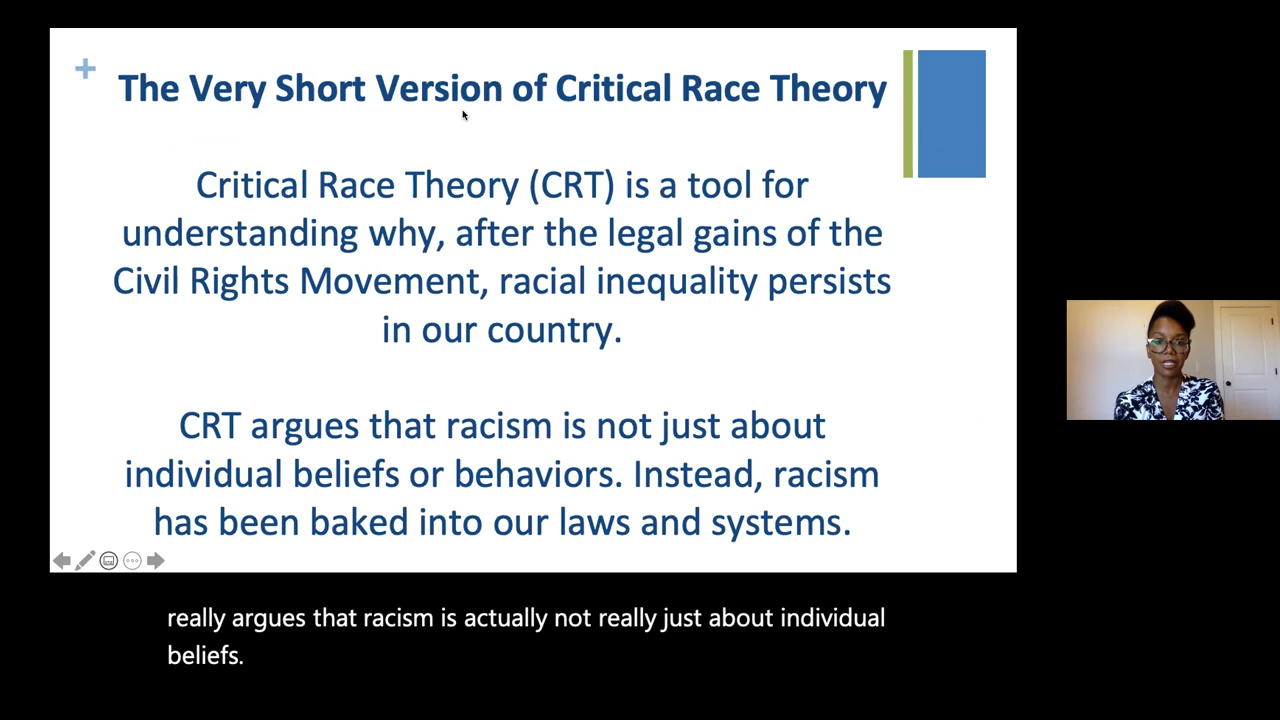 +
The Very Short Version of Critical Race Theory
Critical Race Theory (CRT) is a tool for
understanding why, after the legal gains of the
Civil Rights Movement, racial inequality persists
in our country.
CRT argues that racism is not just about
individual beliefs or behaviors. Instead, racism
has been baked into our laws and systems.
really argues that racism is actually not really just about individual
beliefs.